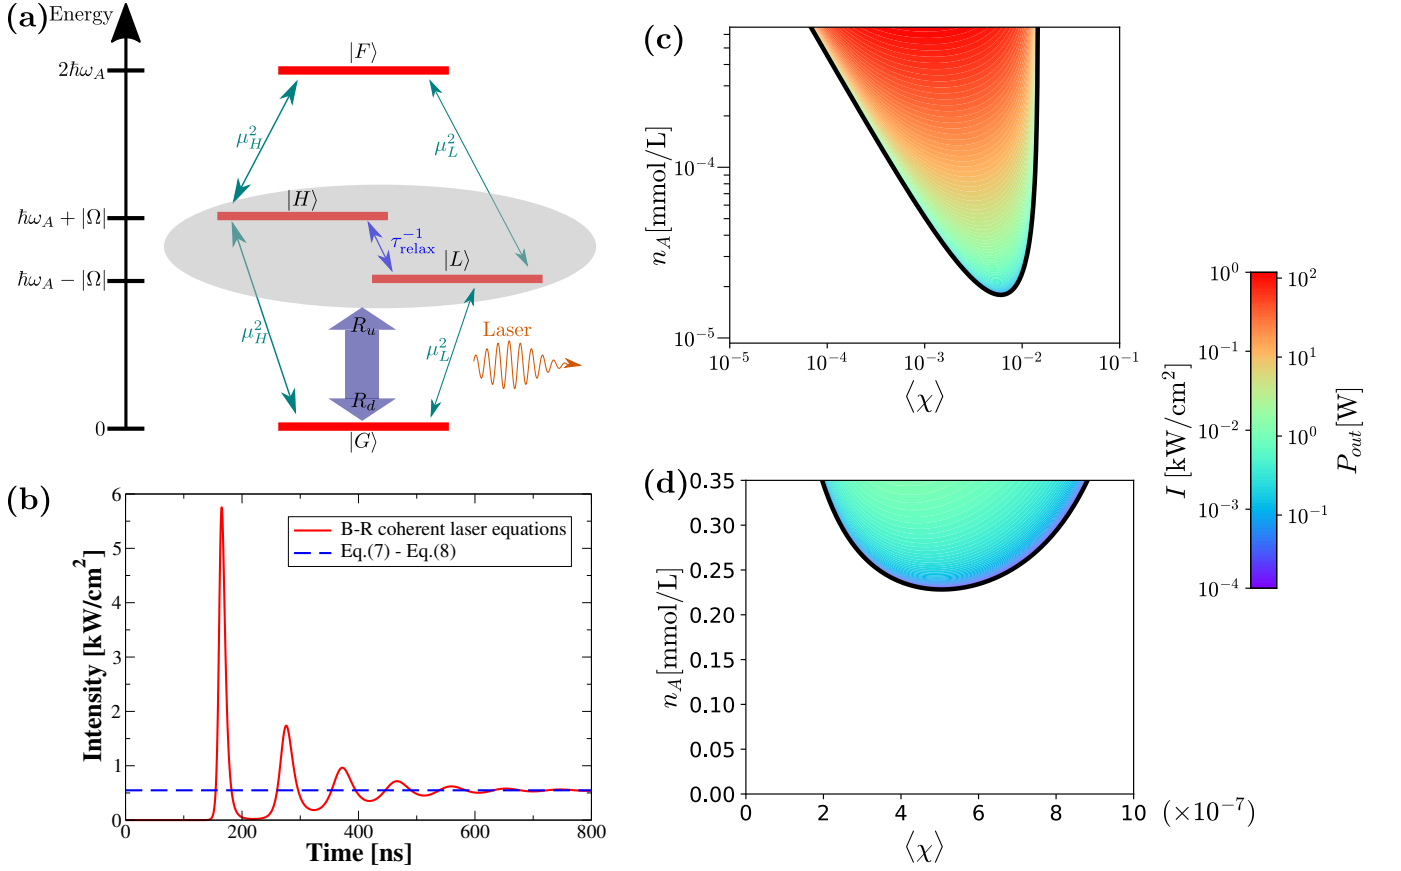 (a)
Energy
2ħω_A
ħω_A + |Ω|
ħω_A − |Ω|
0
|F⟩
μ_H^2
μ_L^2
|H⟩
τ_relax^{-1}
|L⟩
R_u
μ_H^2
μ_L^2
Laser
R_d
|G⟩
(b)
Intensity [kW/cm^2]
6
5
4
3
2
1
0
B-R coherent laser equations
Eq.(7) - Eq.(8)
0
200
400
600
800
Time [ns]
(c)
n_A[mmol/L]
10^{-4}
10^{-5}
10^{-5}
10^{-4}
10^{-3}
10^{-2}
10^{-1}
⟨χ⟩
(d)
n_A[mmol/L]
0.35
0.30
0.25
0.20
0.15
0.10
0.05
0.00
0
2
4
6
8
10
(×10^{-7})
⟨χ⟩
I [kW/cm^2]
10^0
10^{-1}
10^{-2}
10^{-3}
10^{-4}
10^2
10^1
10^0
10^{-1}
P_{out}[W]